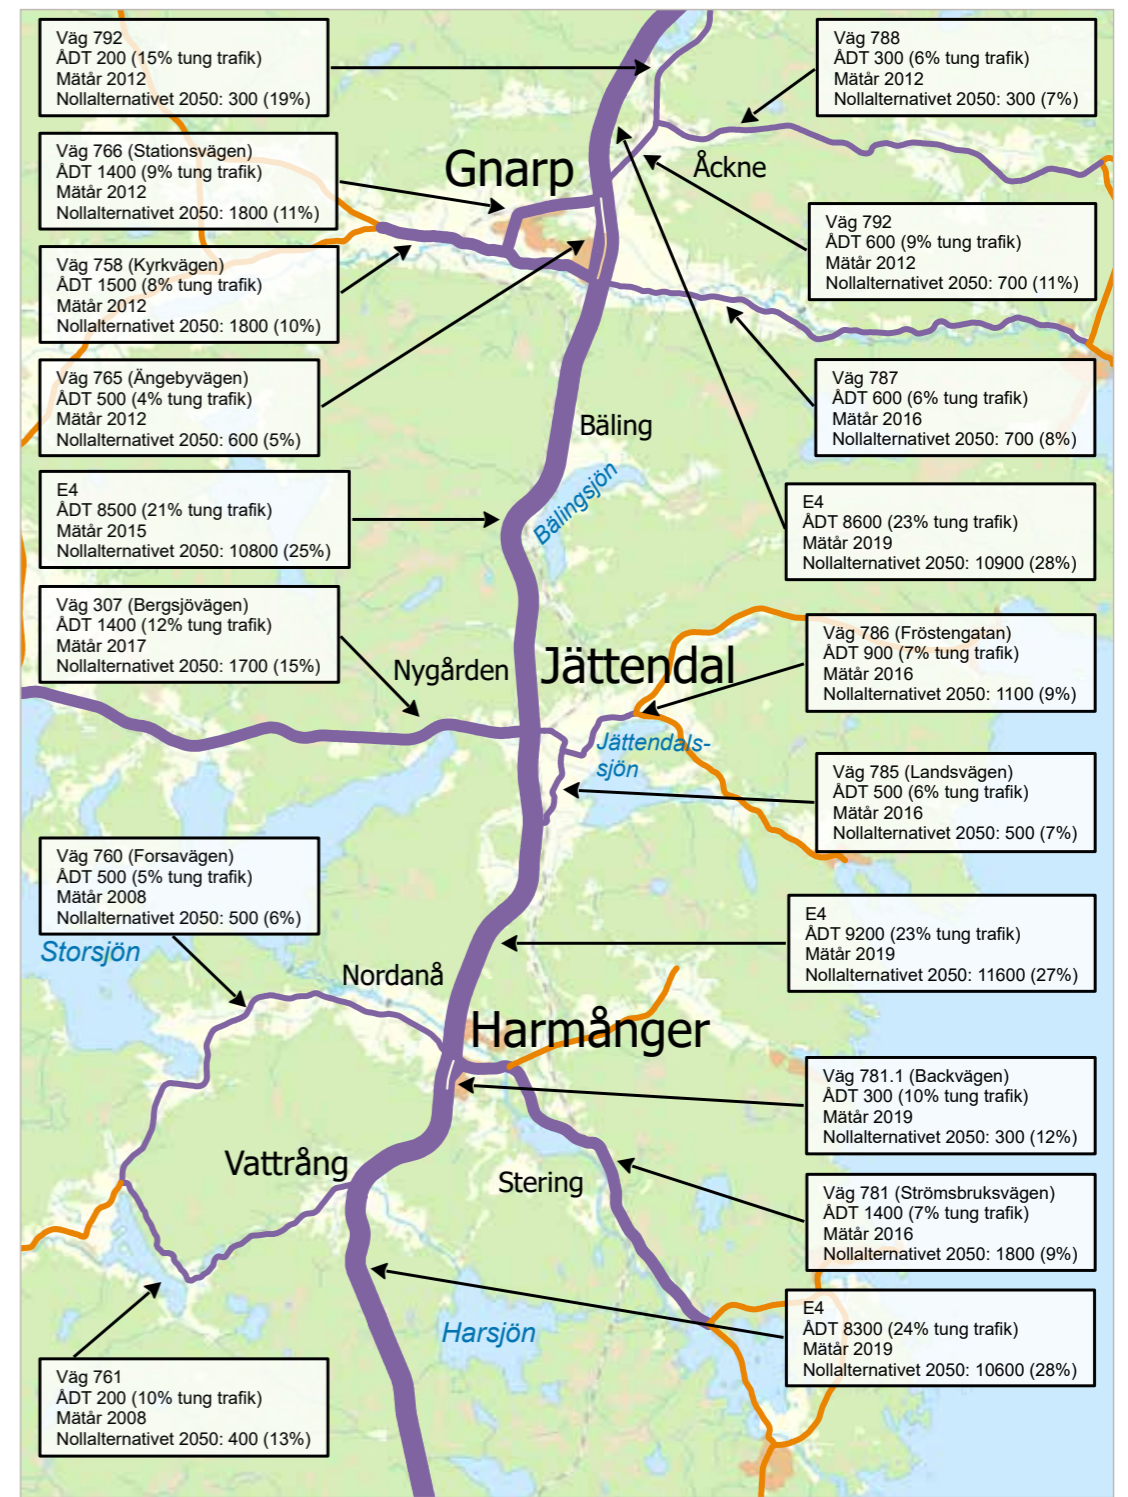 Väg 792
ÅDT 200 (15% tung trafik)
Mätår 2012
Nollalternativet 2050: 300 (19%)
Väg 788
ÅDT 300 (6% tung trafik)
Mätår 2012
Nollalternativet 2050: 300 (7%)
Väg 766 (Stationsvägen)
ÅDT 1400 (9% tung trafik)
Mätår 2012
Nollalternativet 2050: 1800 (11%)
Gnarp
Åckne
Väg 792
ÅDT 600 (9% tung trafik)
Mätår 2012
Nollalternativet 2050: 700 (11%)
Väg 758 (Kyrkvägen)
ÅDT 1500 (8% tung trafik)
Mätår 2012
Nollalternativet 2050: 1800 (10%)
Väg 765 (Ängebyvägen)
ÅDT 500 (4% tung trafik)
Mätår 2012
Nollalternativet 2050: 600 (5%)
Väg 787
ÅDT 600 (6% tung trafik)
Mätår 2016
Nollalternativet 2050: 700 (8%)
Bäling
Bälingsjön
E4
ÅDT 8500 (21% tung trafik)
Mätår 2015
Nollalternativet 2050: 10800 (25%)
E4
ÅDT 8600 (23% tung trafik)
Mätår 2019
Nollalternativet 2050: 10900 (28%)
Väg 307 (Bergsjövägen)
ÅDT 1400 (12% tung trafik)
Mätår 2017
Nollalternativet 2050: 1700 (15%)
Nygården
Jättendal
Väg 786 (Fröstengatan)
ÅDT 900 (7% tung trafik)
Mätår 2016
Nollalternativet 2050: 1100 (9%)
Jättendals-
sjön
Väg 785 (Landsvägen)
ÅDT 500 (6% tung trafik)
Mätår 2016
Nollalternativet 2050: 500 (7%)
Väg 760 (Forsavägen)
ÅDT 500 (5% tung trafik)
Mätår 2008
Nollalternativet 2050: 500 (6%)
Storsjön
E4
ÅDT 9200 (23% tung trafik)
Mätår 2019
Nollalternativet 2050: 11600 (27%)
Nordanå
Harmånger
Väg 781.1 (Backvägen)
ÅDT 300 (10% tung trafik)
Mätår 2019
Nollalternativet 2050: 300 (12%)
Vattrång
Stering
Väg 781 (Strömsbruksvägen)
ÅDT 1400 (7% tung trafik)
Mätår 2016
Nollalternativet 2050: 1800 (9%)
Harsjön
E4
ÅDT 8300 (24% tung trafik)
Mätår 2019
Nollalternativet 2050: 10600 (28%)
Väg 761
ÅDT 200 (10% tung trafik)
Mätår 2008
Nollalternativet 2050: 400 (13%)